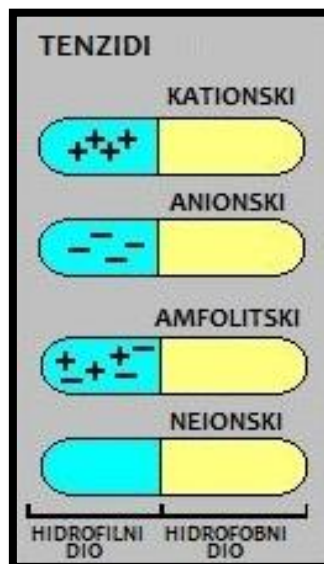 TENZIDI
KATIONSKI
ANIONSKI
AMFOLITSKI
NEIONSKI
HIDROFILNI HIDROFOBNI
DIO DIO